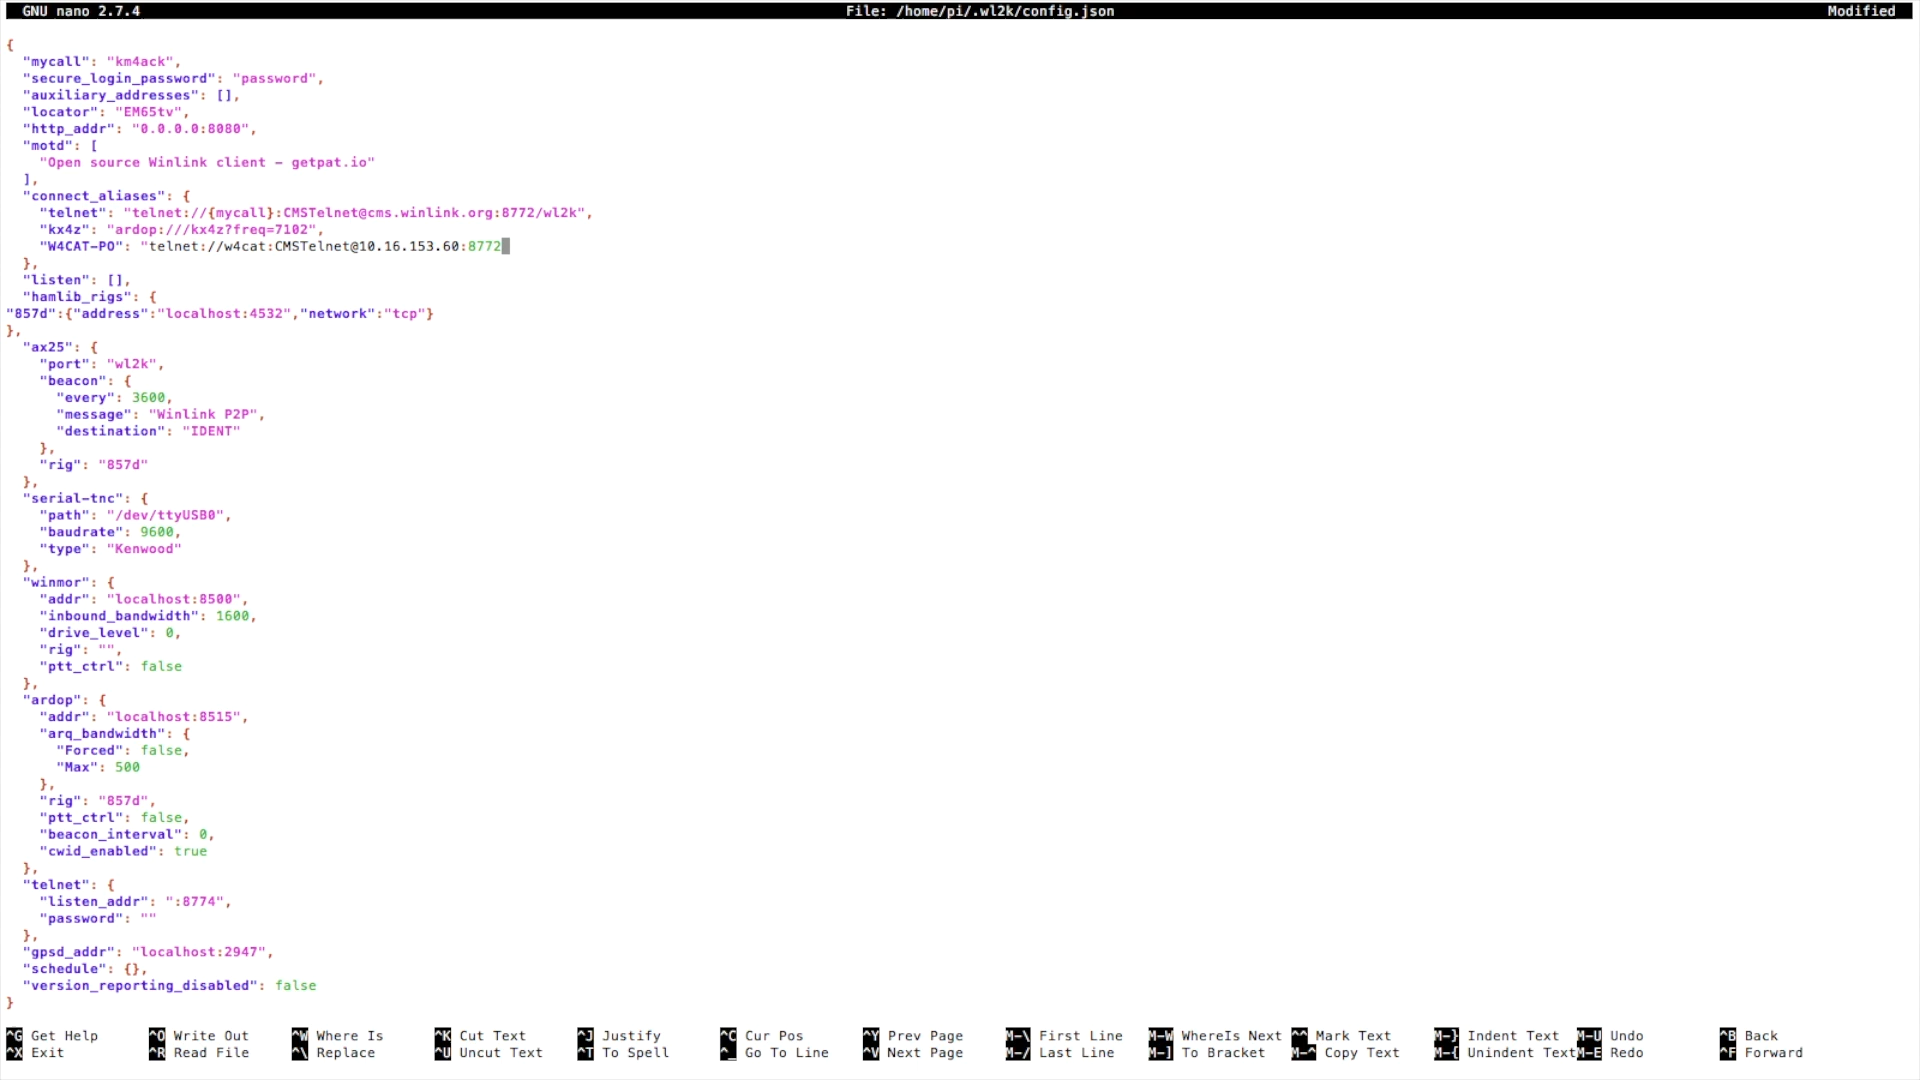 GNU nano 2.7.4 File: /home/pi/.wl2k/config.json Modified
{
"mycall": "km4ack",
"secure_login_password": "password",
"auxiliary_addresses": [],
"locator": "EM65tv",
"http_addr": "0.0.0.0:8080",
"motd": [
"Open source Winlink client - getpat.io"
],
"connect_aliases": {
"telnet": "telnet://{mycall}:CMSTelnet@cms.winlink.org:8772/wl2k",
"kx4z": "ardop:///kx4z?freq=7102",
"W4CAT-PO": "telnet://w4cat:CMSTelnet@10.16.153.60:8772
},
"listen": [],
"hamlib_rigs": {
"857d":{"address":"localhost:4532","network":"tcp"}
},
"ax25": {
"port": "wl2k",
"beacon": {
"every": 3600,
"message": "Winlink P2P",
"destination": "IDENT"
},
"rig": "857d"
},
"serial-tnc": {
"path": "/dev/ttyUSB0",
"baudrate": 9600,
"type": "Kenwood"
},
"winmor": {
"addr": "localhost:8500",
"inbound_bandwidth": 1600,
"drive_level": 0,
"rig": "",
"ptt_ctrl": false
},
"ardop": {
"addr": "localhost:8515",
"arq_bandwidth": {
"Forced": false,
"Max": 500
},
"rig": "857d",
"ptt_ctrl": false,
"beacon_interval": 0,
"cwid_enabled": true
},
"telnet": {
"listen_addr": ":8774",
"password": ""
},
"gpsd_addr": "localhost:2947",
"schedule": {},
"version_reporting_disabled": false
}
^G Get Help ^O Write Out ^W Where Is ^K Cut Text ^J Justify ^C Cur Pos ^Y Prev Page M-\ First Line M-W WhereIs Next ^^ Mark Text M-} Indent Text M-U Undo ^B Back
^X Exit ^R Read File ^\ Replace ^U Uncut Text ^T To Spell ^_ Go To Line ^V Next Page M-/ Last Line M-] To Bracket M-^ Copy Text M-{ Unindent Text M-E Redo ^F Forward